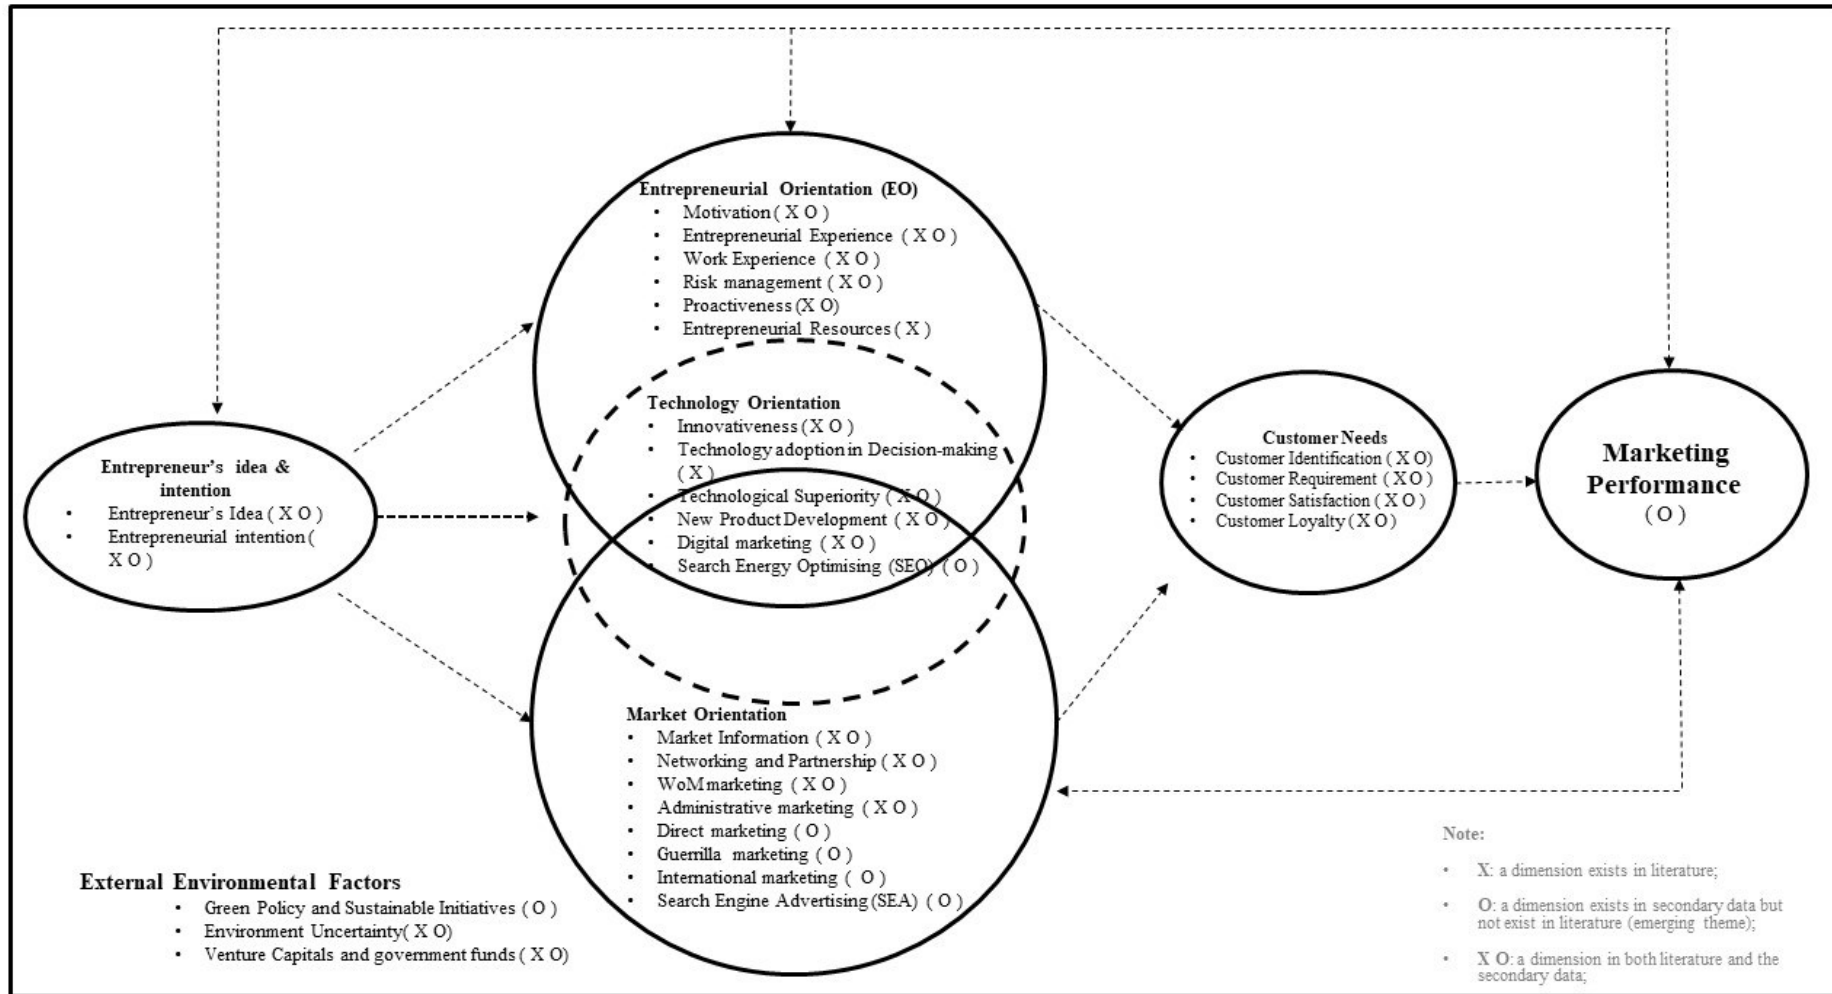 Entrepreneurial Orientation (EO)
• Motivation ( X O )
• Entrepreneurial Experience ( X O )
• Work Experience ( X O )
• Risk management ( X O )
• Proactiveness (X O)
• Entrepreneurial Resources ( X )
Technology Orientation
• Innovativeness ( X O )
• Technology adoption in Decision-making
( X )
• Technological Superiority ( X O )
• New Product Development ( X O )
• Digital marketing ( X O )
• Search Energy Optimising (SEO) ( O )
Entrepreneur's idea &
intention
• Entrepreneur's Idea ( X O )
• Entrepreneurial intention (
X O )
Customer Needs
• Customer Identification ( X O)
• Customer Requirement ( X O )
• Customer Satisfaction ( X O )
• Customer Loyalty ( X O )
Marketing
Performance
( O )
Market Orientation
• Market Information ( X O )
• Networking and Partnership ( X O )
• WoM marketing ( X O )
• Administrative marketing ( X O )
• Direct marketing ( O )
• Guerrilla marketing ( O )
• International marketing ( O )
• Search Engine Advertising (SEA) ( O )
External Environmental Factors
• Green Policy and Sustainable Initiatives ( O )
• Environment Uncertainty( X O)
• Venture Capitals and government funds ( X O)
Note:
• X: a dimension exists in literature;
• O: a dimension exists in secondary data but
not exist in literature (emerging theme);
• X O: a dimension in both literature and the
secondary data;